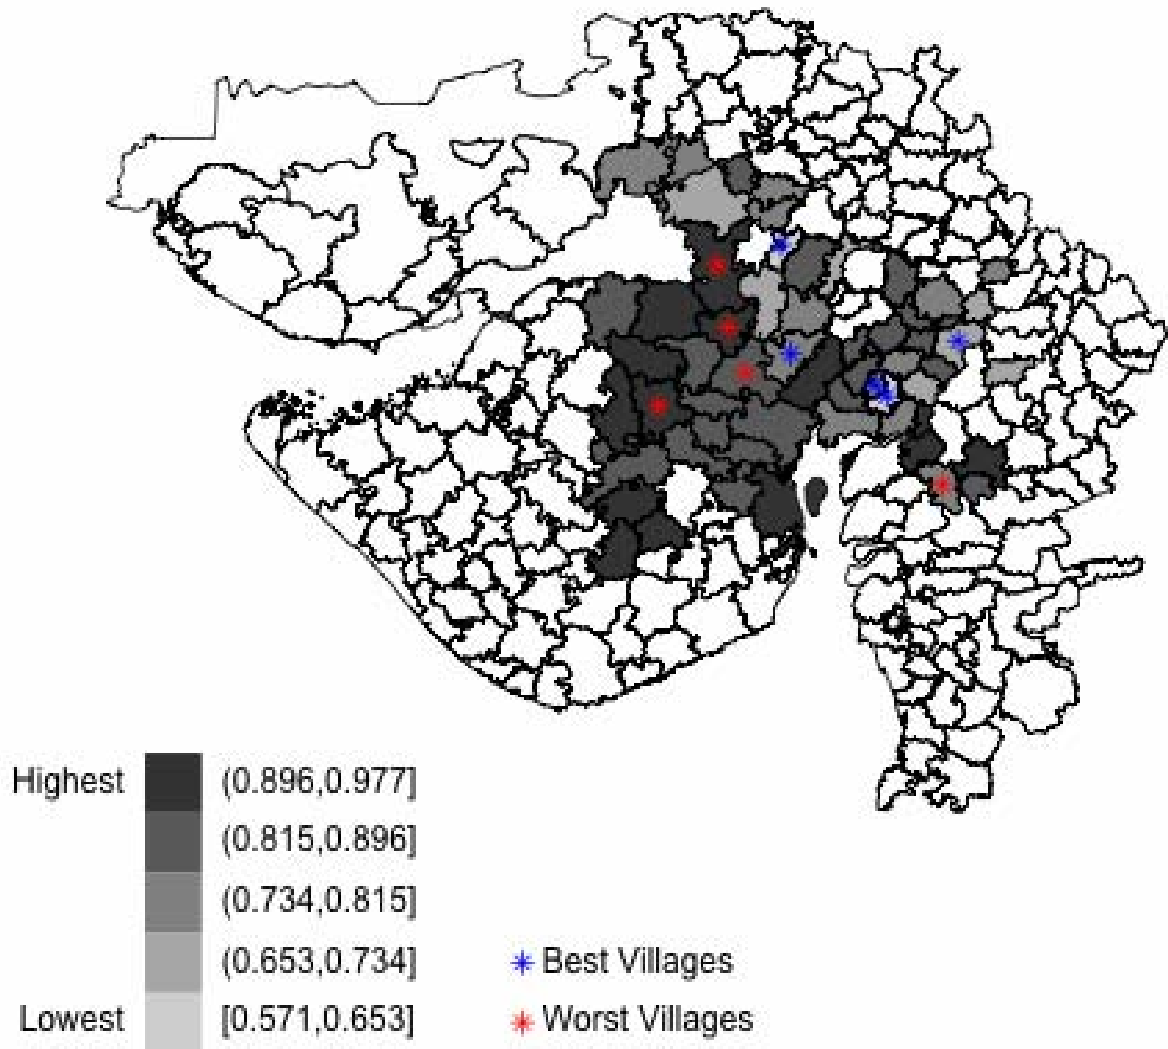 Highest (0.896,0.977]
(0.815,0.896]
(0.734,0.815]
(0.653,0.734] Best Villages
Lowest [0.571,0.653] Worst Villages